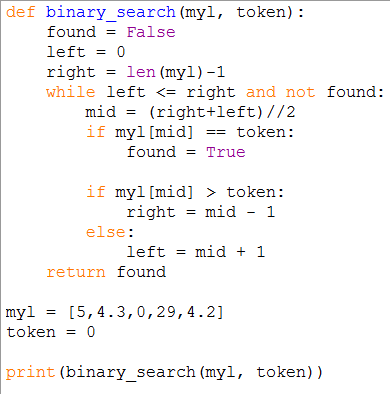 def binary_search(myl, token):
    found = False
    left = 0
    right = len(myl)-1
    while left <= right and not found:
        mid = (right+left)//2
        if myl[mid] == token:
            found = True

        if myl[mid] > token:
            right = mid - 1
        else:
            left = mid + 1
    return found

myl = [5,4.3,0,29,4.2]
token = 0

print(binary_search(myl, token))